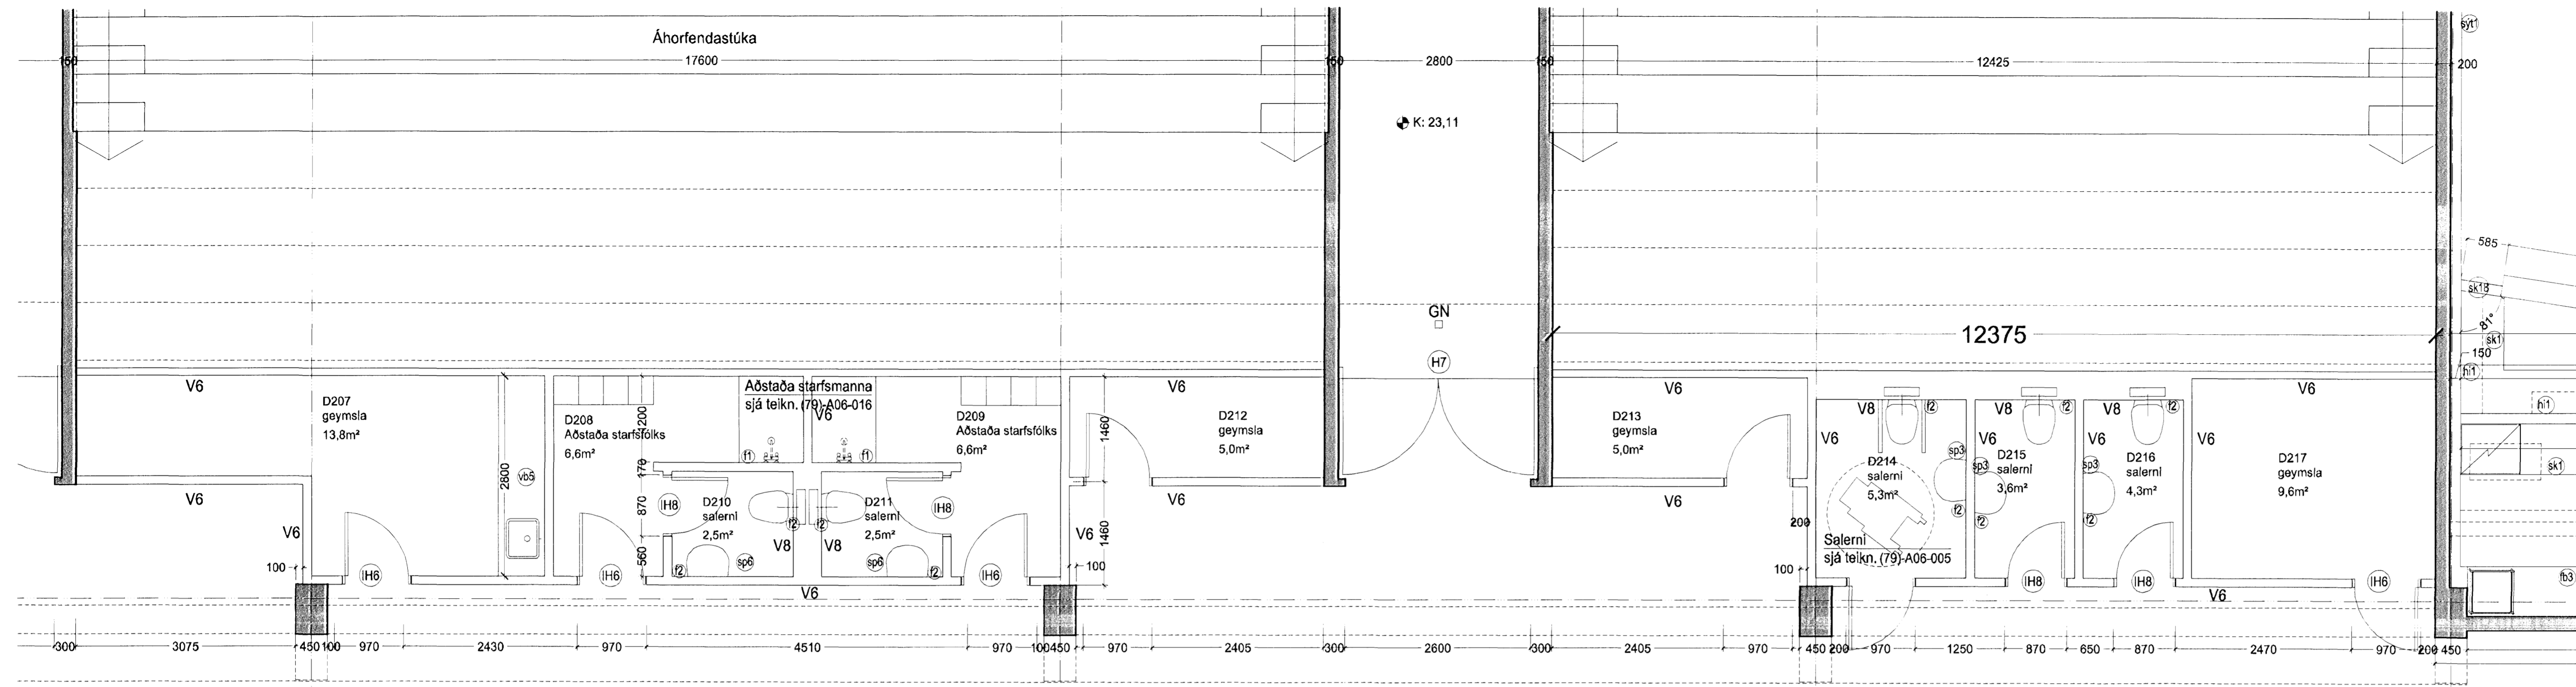 Áhorfendastúka
150
17600
150
2800
150
12425
200
syt1
K: 23,11
585
sk18
81°
sk1
150
hi1
hi1
sk1
fb3
GN
H7
12375
V6
D207
geymsla
13,8m²
V6
V6
100
IH6
2800
vb5
D208
Aðstaða starfsfólks
6,6m²
IH6
1200
170
870
560
Aðstaða starfsmanna
sjá teikn. (79)-A06-016
V6
f1
f1
IH8
D210
salerni
2,5m²
f2
V8
f2
sp6
f2
V8
D211
salerni
2,5m²
sp6
f2
IH8
D209
Aðstaða starfsfólks
6,6m²
IH6
V6
V6
100
1460
1460
V6
D212
geymsla
5,0m²
V6
V6
D213
geymsla
5,0m²
V6
200
100
V6
V8
f2
D214
salerni
5,3m²
sp3
f2
Salerni
sjá teikn. (79)-A06-005
V8
f2
V6
sp3
D215
salerni
3,6m²
f2
IH8
V8
f2
V6
sp3
D216
salerni
4,3m²
f2
IH8
V6
V6
D217
geymsla
9,6m²
IH6
V6
300
3075
450
100
970
2430
970
4510
970
100
450
970
2405
300
2600
300
2405
970
450
200
970
1250
870
650
870
2470
970
200
450